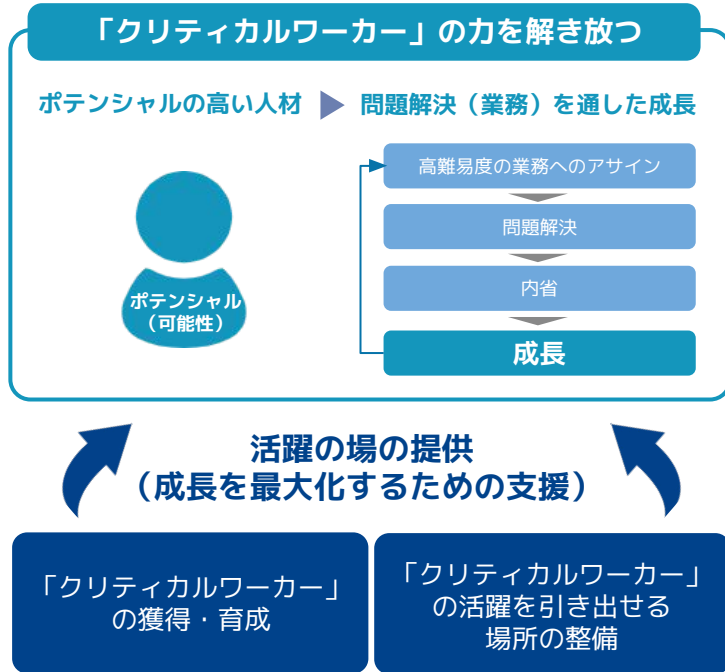 「クリティカルワーカー」の力を解き放つ
ポテンシャルの高い人材
問題解決（業務）を通した成長
ポテンシャル
（可能性）
高難易度の業務へのアサイン
問題解決
内省
成長
活躍の場の提供
（成長を最大化するための支援）
「クリティカルワーカー」
の獲得・育成
「クリティカルワーカー」
の活躍を引き出せる
場所の整備